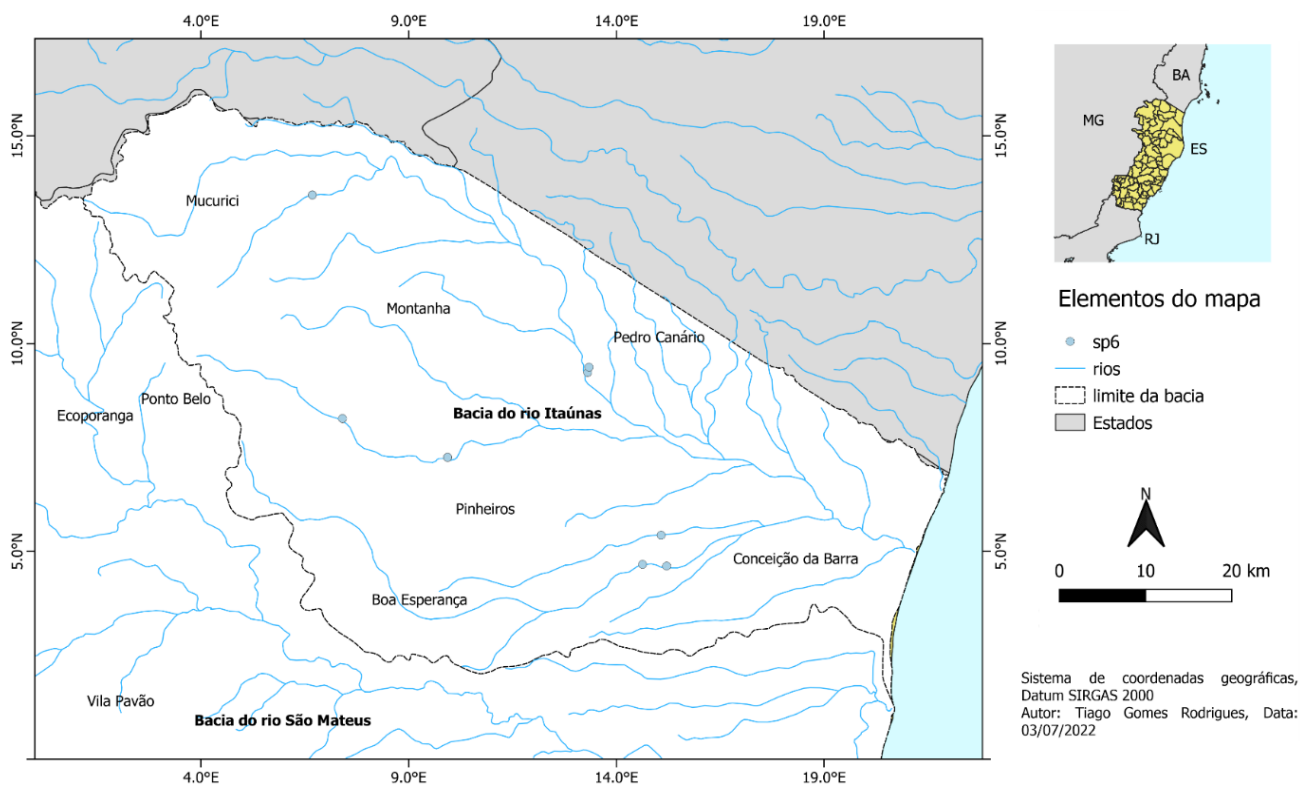 4.0°E 9.0°E 14.0°E 19.0°E
15.0°N 15.0°N
10.0°N 10.0°N
5.0°N 5.0°N
Mucurici
Montanha
Pedro Canário
Ecoporanga
Ponto Belo
Bacia do rio Itaúnas
Pinheiros
Conceição da Barra
Boa Esperança
Vila Pavão
Bacia do rio São Mateus
4.0°E 9.0°E 14.0°E 19.0°E
BA
MG
ES
RJ
Elementos do mapa
sp6
rios
limite da bacia
Estados
N
0 10 20 km
Sistema de coordenadas geográficas,
Datum SIRGAS 2000
Autor: Tiago Gomes Rodrigues, Data:
03/07/2022